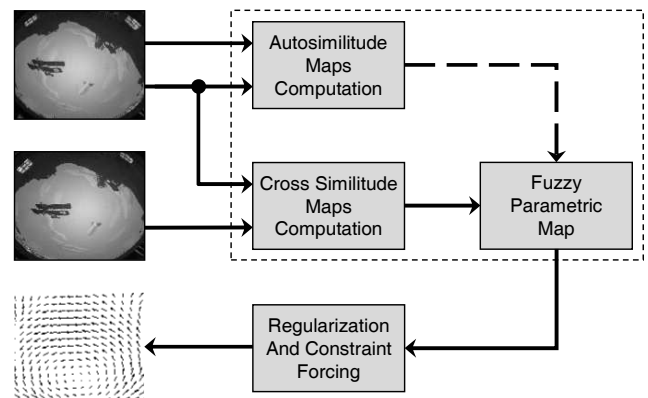 Autosimilitude
Maps
Computation
Cross Similitude
Maps
Computation
Fuzzy
Parametric
Map
Regularization
And Constraint
Forcing